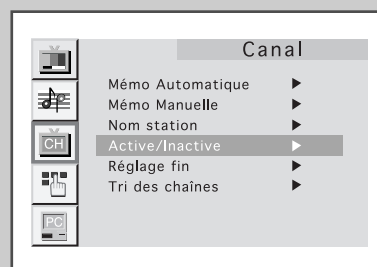 Canal
Mémo Automatique
Mémo Manuelle
Nom station
CH
Active/Inactive
Réglage fin
Tri des chaînes
PC